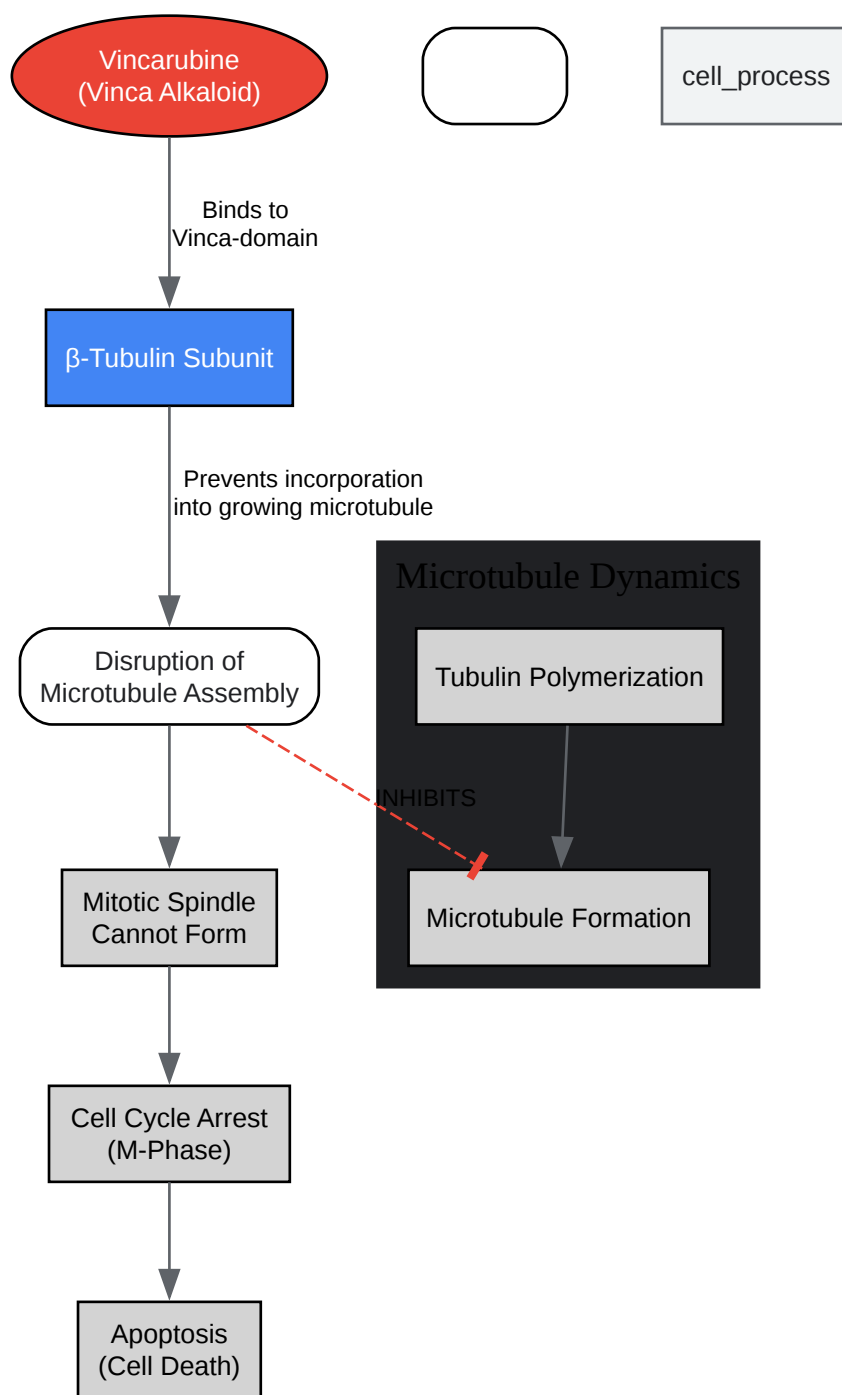 Vincarubine
(Vinca Alkaloid)
cell_process
Binds to
Vinca-domain
β-Tubulin Subunit
Prevents incorporation
into growing microtubule
Microtubule Dynamics
Disruption of
Microtubule Assembly
Tubulin Polymerization
INHIBITS
Mitotic Spindle
Cannot Form
Microtubule Formation
Cell Cycle Arrest
(M-Phase)
Apoptosis
(Cell Death)